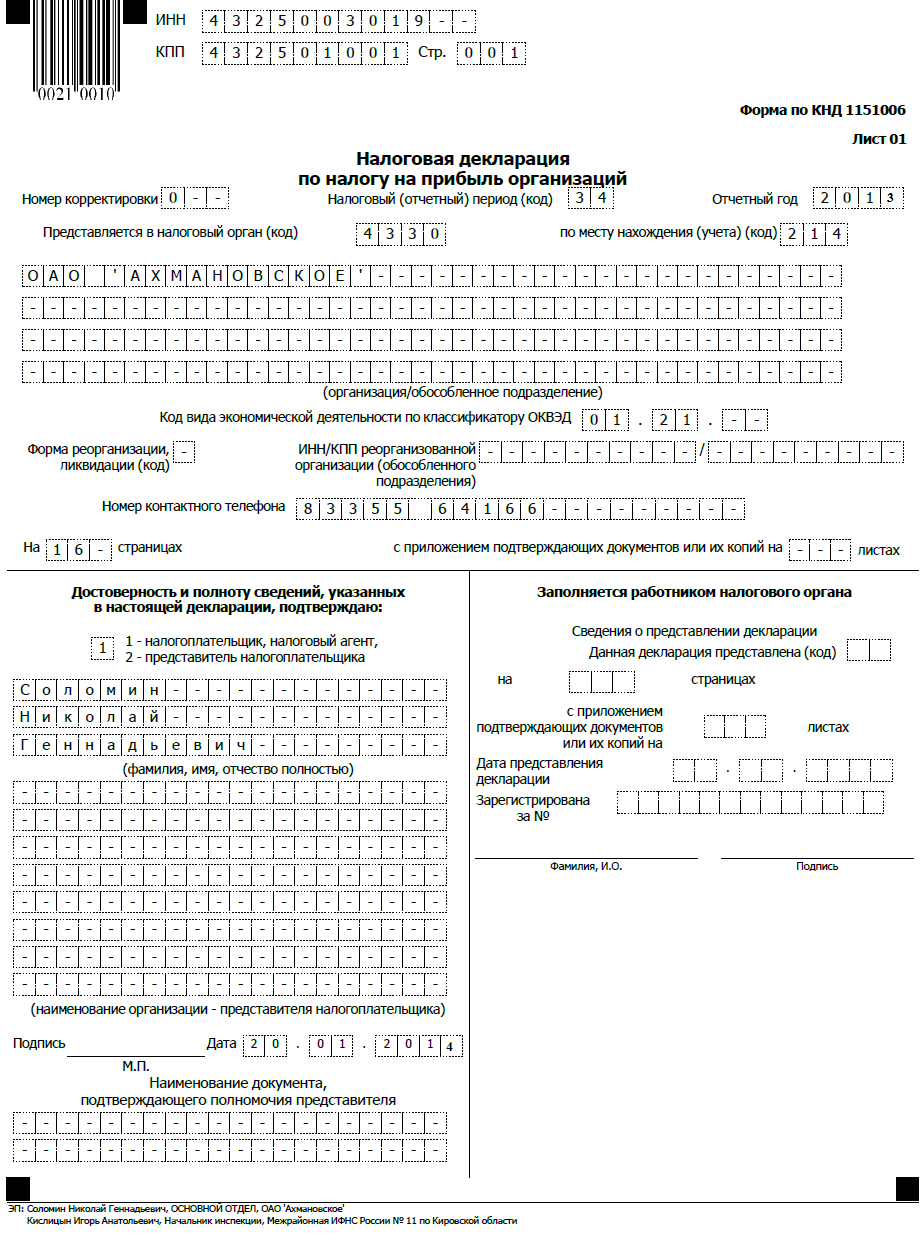 ИНН 4325003019--
КПП 432501001 Стр. 001
0021 0010
Форма по КНД 1151006
Лист 01
Налоговая декларация
по налогу на прибыль организаций
Номер корректировки 0-- Налоговый (отчетный) период (код) 34 Отчетный год 2013
Представляется в налоговый орган (код) 4330 по месту нахождения (учета) (код) 214
ОАО 'АХМАНОВСКОЕ'-----------------------
----------------------------------------
----------------------------------------
----------------------------------------
(организация/обособленное подразделение)
Код вида экономической деятельности по классификатору ОКВЭД 01.21.--
Форма реорганизации, ликвидации (код) - ИНН/КПП реорганизованной организации (обособленного подразделения) ----------/---------
Номер контактного телефона 83355 64166---------
На 16- страницах с приложением подтверждающих документов или их копий на --- листах
Достоверность и полноту сведений, указанных
в настоящей декларации, подтверждаю:
1 1 - налогоплательщик, налоговый агент,
2 - представитель налогоплательщика
Соломин-------------
Николай-------------
Геннадьевич---------
(фамилия, имя, отчество полностью)
--------------------
--------------------
--------------------
--------------------
--------------------
--------------------
--------------------
--------------------
(наименование организации - представителя налогоплательщика)
Подпись Дата 20.01.2014
М.П.
Наименование документа,
подтверждающего полномочия представителя
--------------------
--------------------
Заполняется работником налогового органа
Сведения о представлении декларации
Данная декларация представлена (код)
на страницах
с приложением
подтверждающих документов листах
или их копий на
Дата представления
декларации . .
Зарегистрирована
за №
Фамилия, И.О. Подпись
ЭП: Соломин Николай Геннадьевич, ОСНОВНОЙ ОТДЕЛ, ОАО 'Ахмановское'
Кислицын Игорь Анатольевич, Начальник инспекции, Межрайонная ИФНС России № 11 по Кировской области